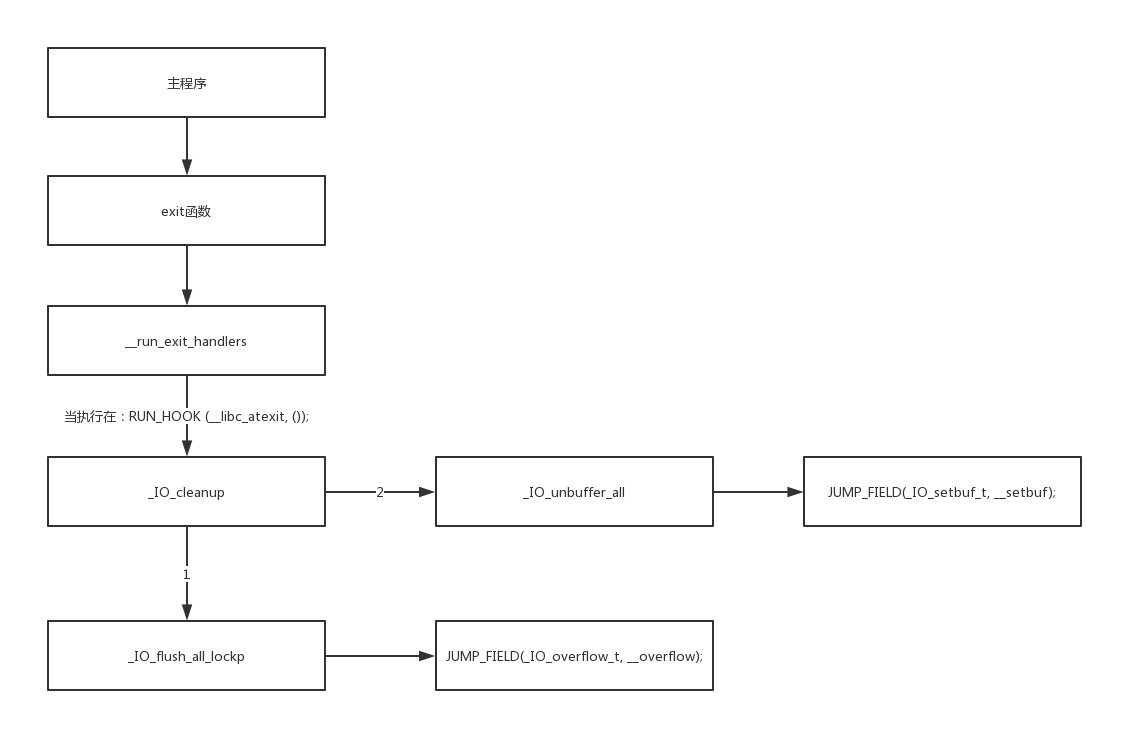 主程序
exit函数
__run_exit_handlers
当执行在：RUN_HOOK (__libc_atexit, ());
_IO_cleanup
2
_IO_unbuffer_all
JUMP_FIELD(_IO_setbuf_t, __setbuf);
1
_IO_flush_all_lockp
JUMP_FIELD(_IO_overflow_t, __overflow);